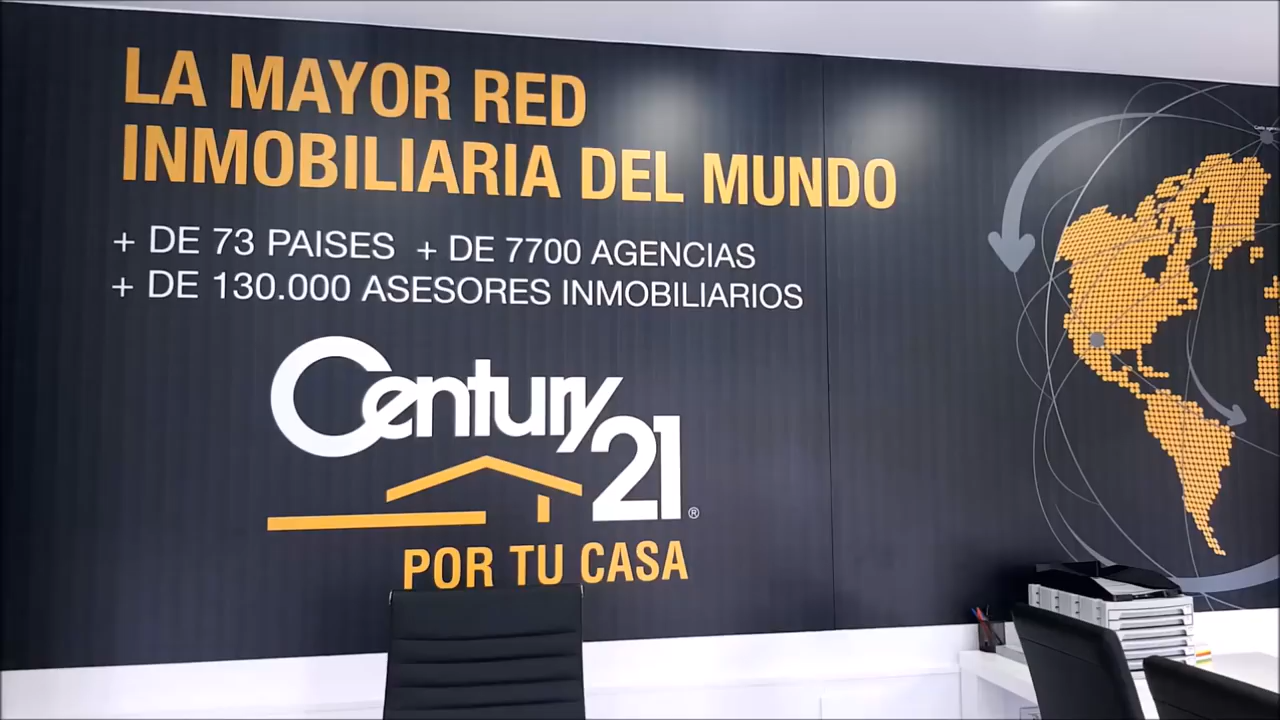 LA MAYOR RED
INMOBILIARIA DEL MUNDO
+ DE 73 PAISES + DE 7700 AGENCIAS
+ DE 130.000 ASESORES INMOBILIARIOS
Century
21®
POR TU CASA